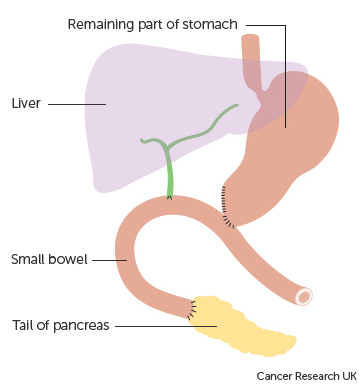 Remaining part of stomach
Liver
Small bowel
Tail of pancreas
Cancer Research UK